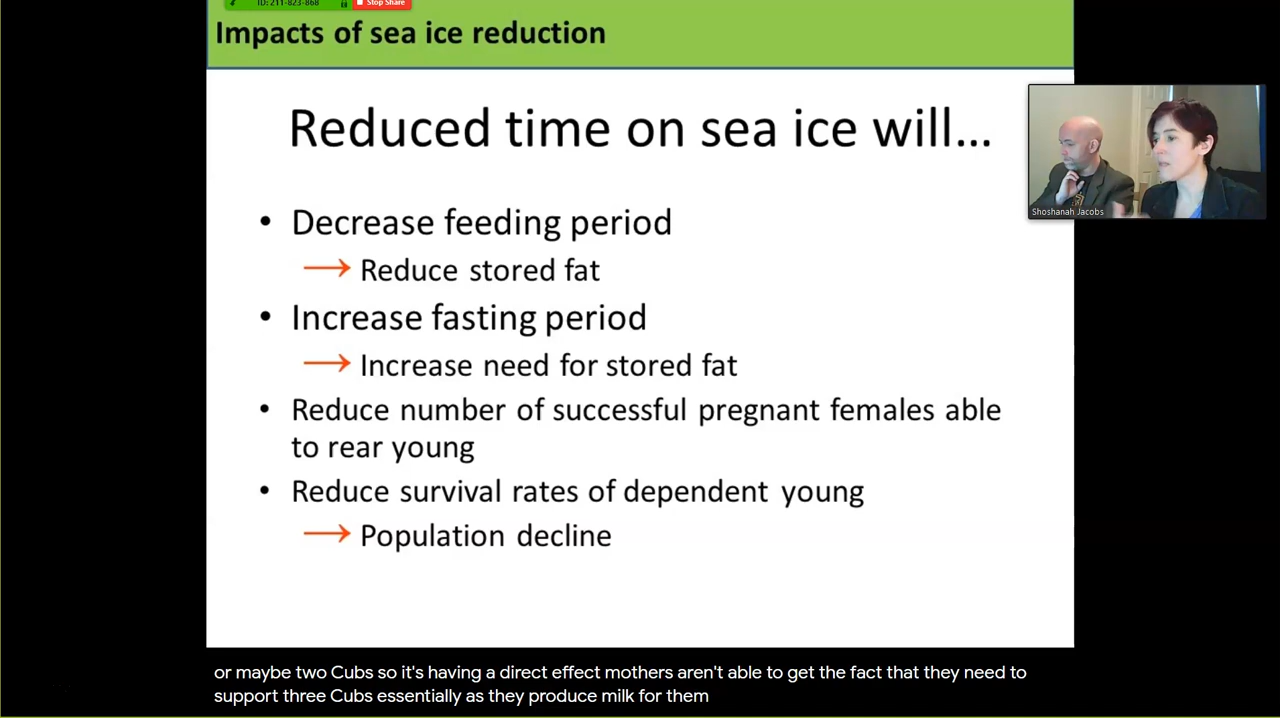 ID: 211-823-868
Stop Share
Impacts of sea ice reduction
Reduced time on sea ice will...
Shoshanah Jacobs
• Decrease feeding period
→ Reduce stored fat
• Increase fasting period
→ Increase need for stored fat
• Reduce number of successful pregnant females able
to rear young
• Reduce survival rates of dependent young
→ Population decline
or maybe two Cubs so it's having a direct effect mothers aren't able to get the fact that they need to
support three Cubs essentially as they produce milk for them